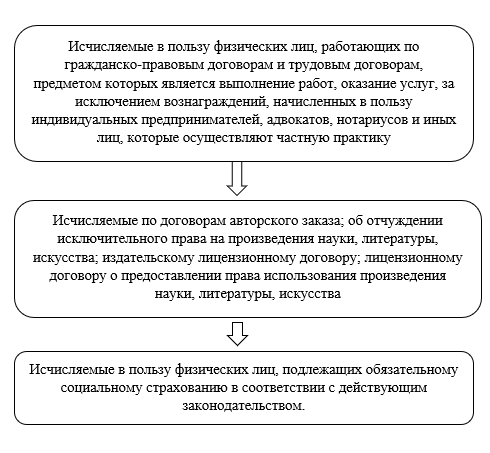 Исчисляемые в пользу физических лиц, работающих по
гражданско-правовым договорам и трудовым договорам,
предметом которых является выполнение работ, оказание услуг, за
исключением вознаграждений, начисленных в пользу
индивидуальных предпринимателей, адвокатов, нотариусов и иных
лиц, которые осуществляют частную практику
Исчисляемые по договорам авторского заказа; об отчуждении
исключительного права на произведения науки, литературы,
искусства; издательскому лицензионному договору; лицензионному
договору о предоставлении права использования произведения
науки, литературы, искусства
Исчисляемые в пользу физических лиц, подлежащих обязательному
социальному страхованию в соответствии с действующим
законодательством.